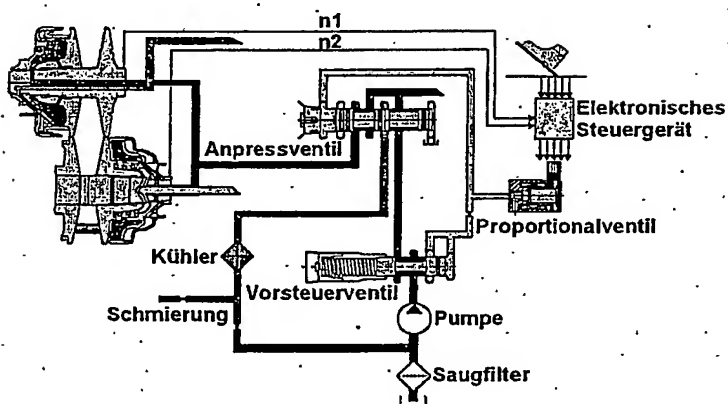 n1
n2
Elektronisches
Steuergerät
Anpressventil
Proportionalventil
Kühler
Vorsteuerventil
Schmierung
Pumpe
Saugfilter